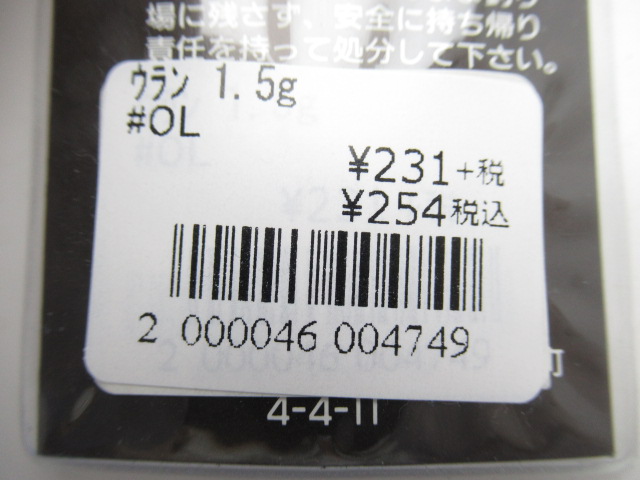 場に残さず、安全に持ち帰り
責任を持って処分して下さい。
ｳﾗﾝ 1.5g
#OL
¥231+税
¥254税込
2 000046 004749
町
4-4-11